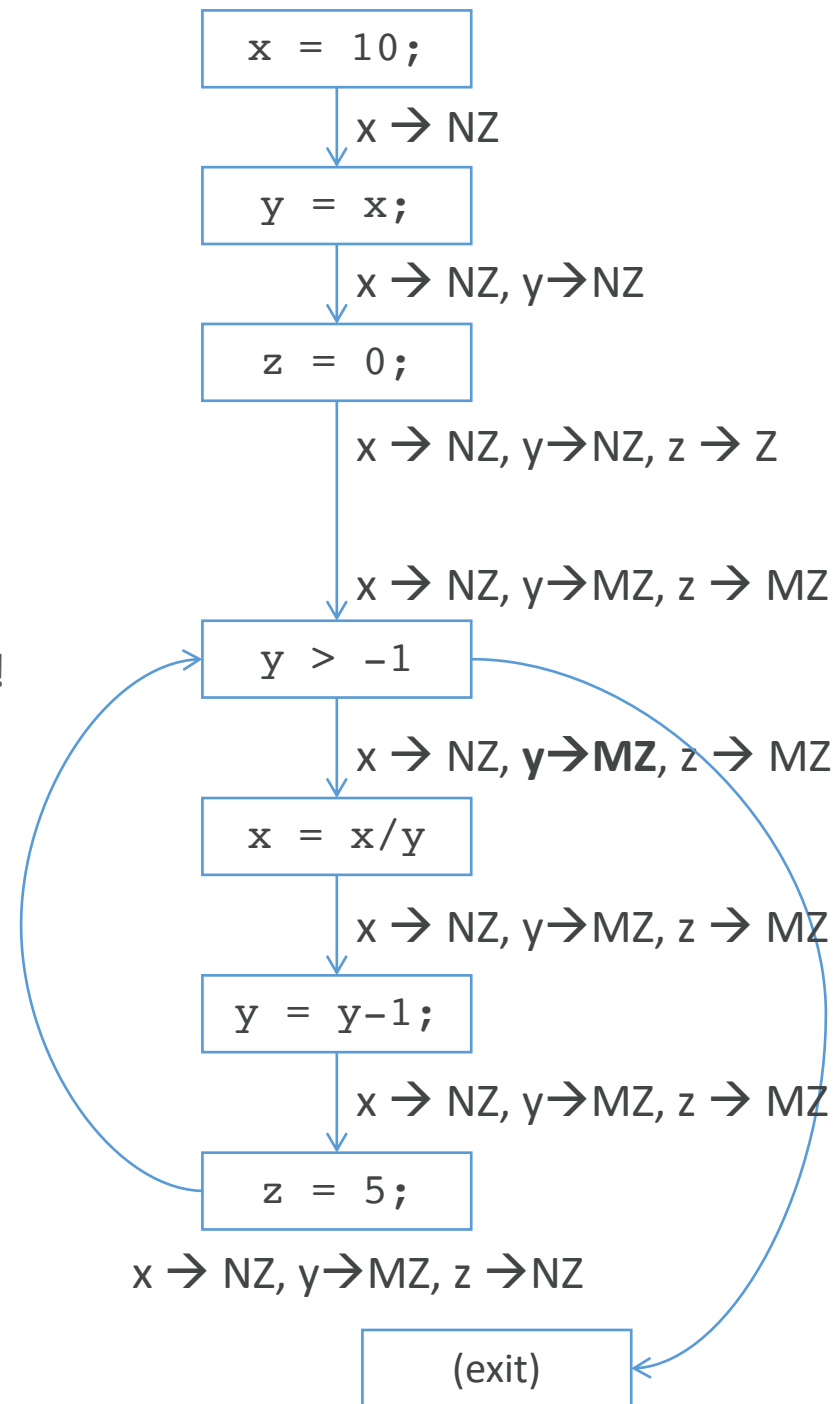 x = 10;
x → NZ
y = x;
x → NZ, y→NZ
z = 0;
x → NZ, y→NZ, z → Z
x → NZ, y→MZ, z → MZ
!
y > -1
x → NZ, y→MZ, z → MZ
x = x/y
x → NZ, y→MZ, z → MZ
y = y-1;
x → NZ, y→MZ, z → MZ
z = 5;
x → NZ, y→MZ, z →NZ
(exit)